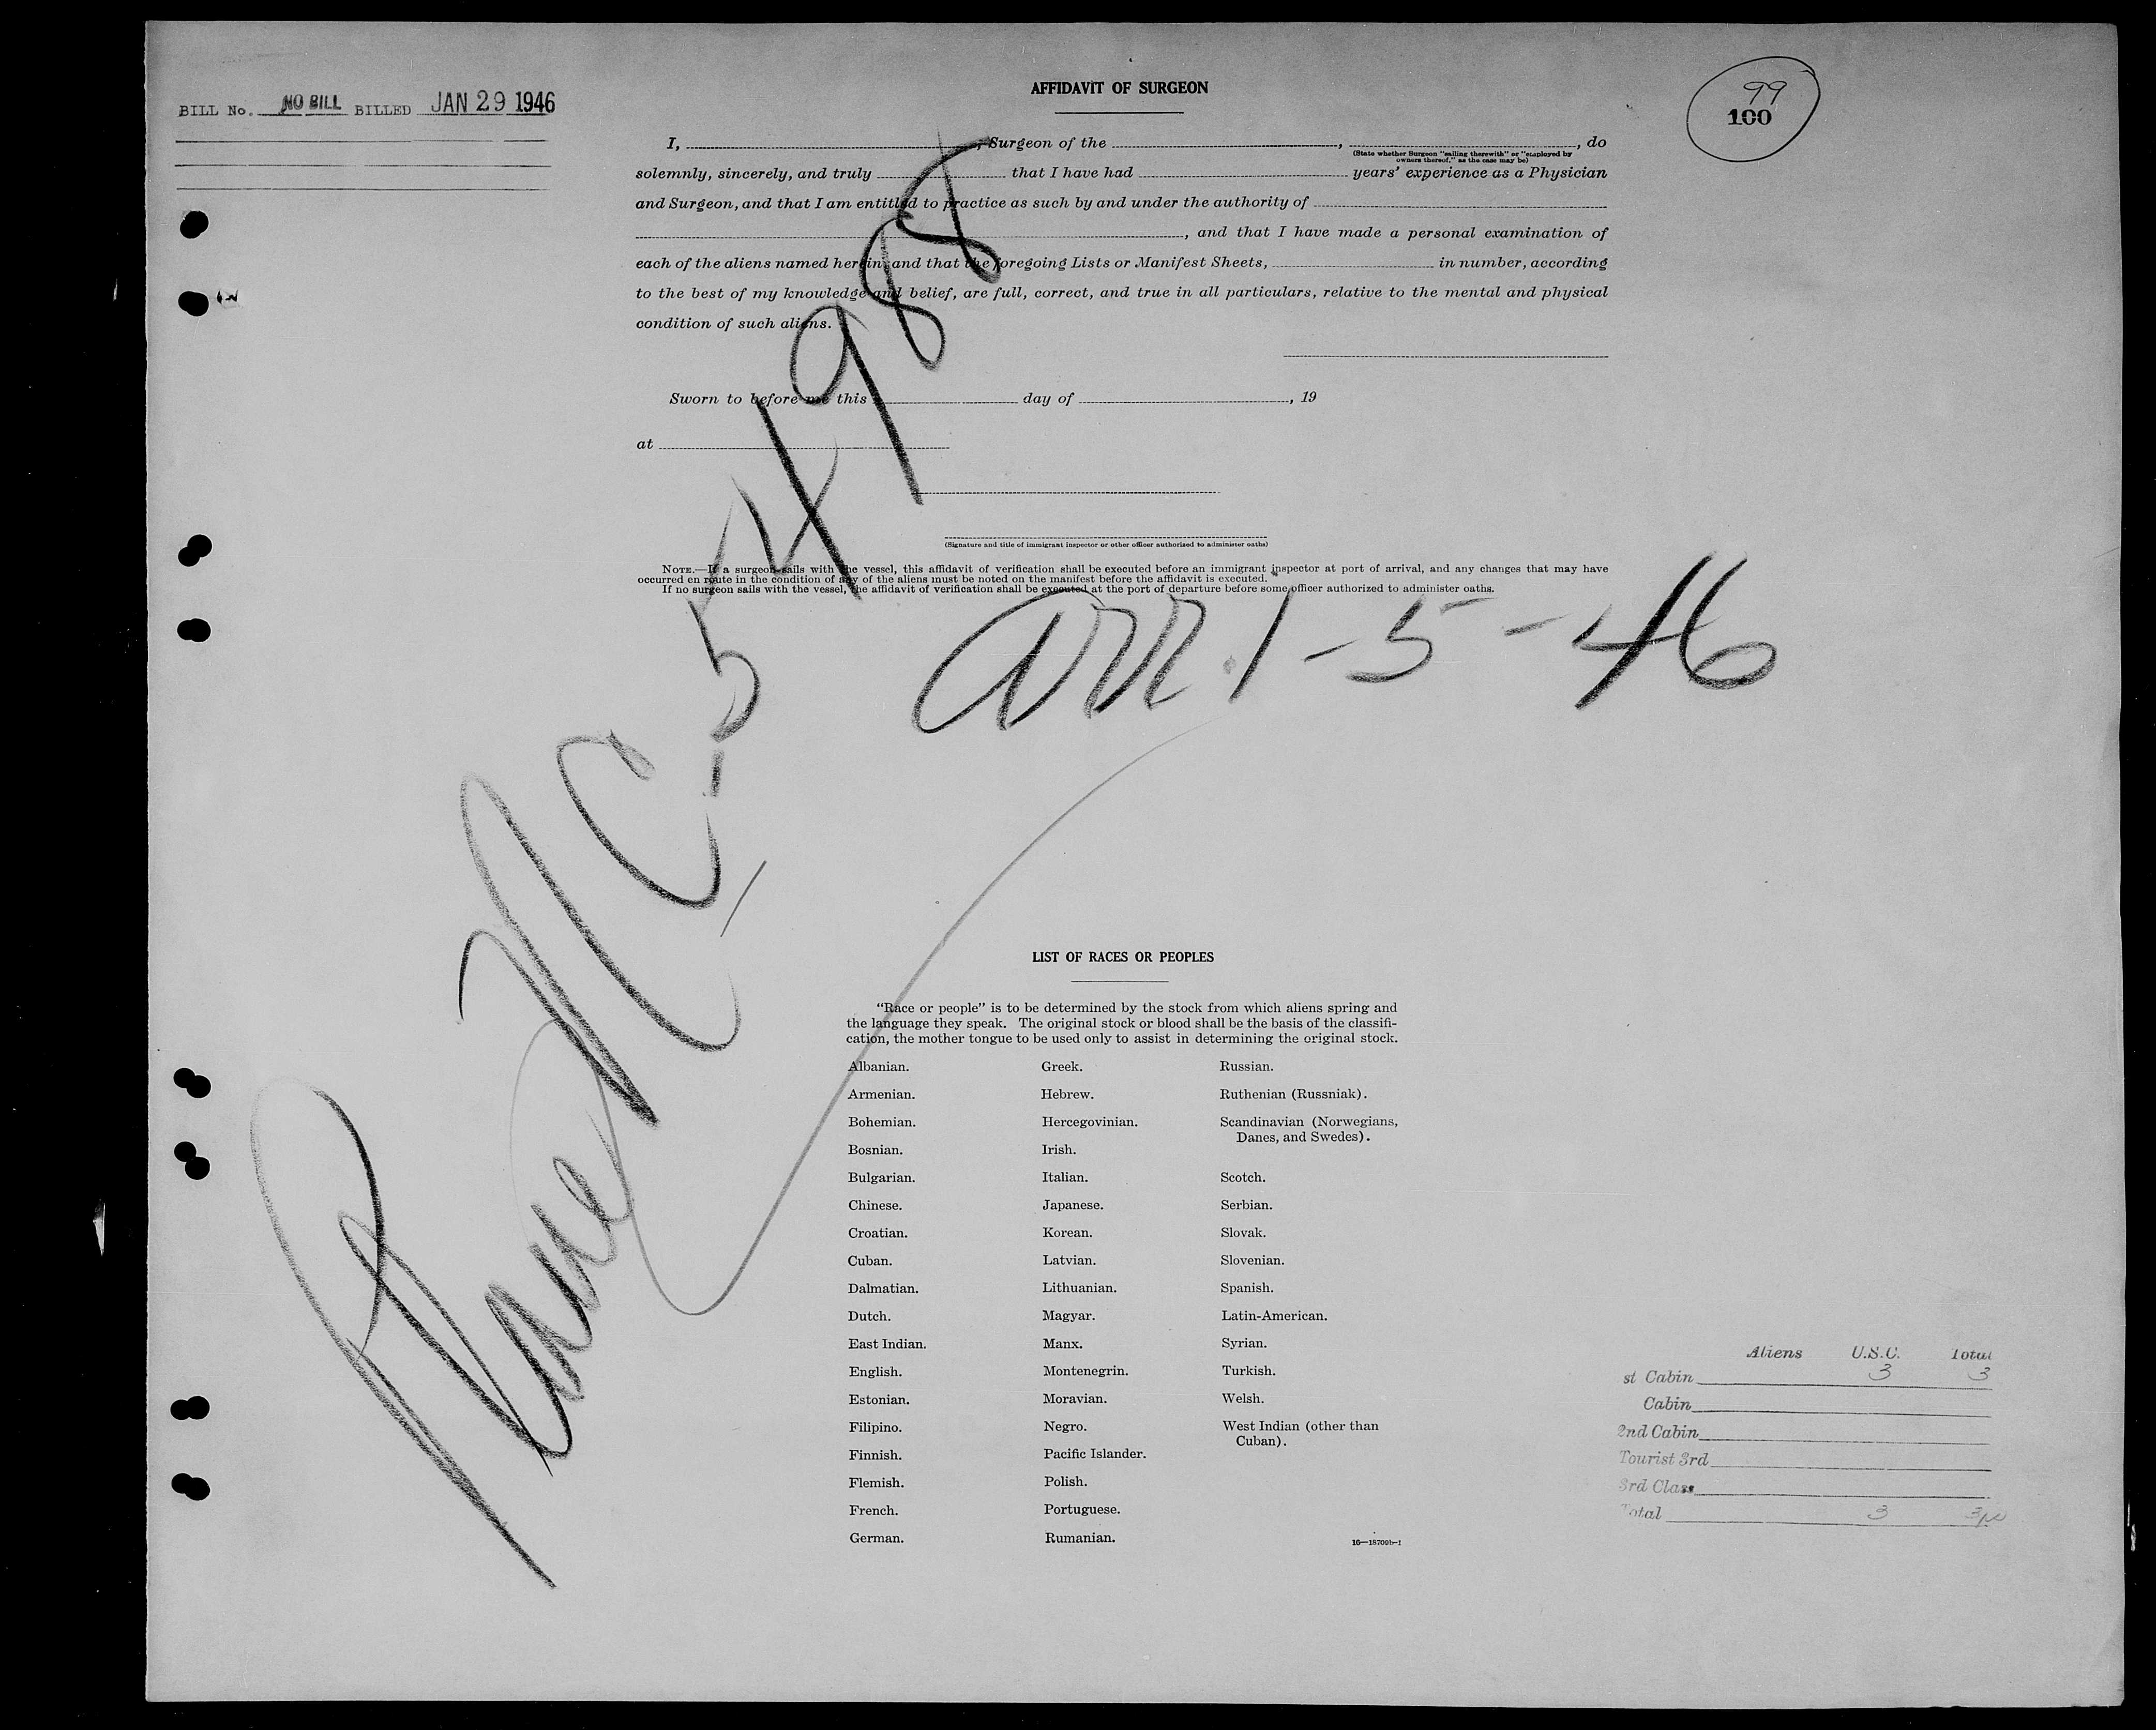 BILL No. NO BILL BILLED JAN 29 1946
AFFIDAVIT OF SURGEON
99
100
I, , Surgeon of the , , do
(State whether Surgeon "sailing therewith" or "employed by
owners thereof," as the case may be)
solemnly, sincerely, and truly that I have had years' experience as a Physician
and Surgeon, and that I am entitled to practice as such by and under the authority of
, and that I have made a personal examination of
each of the aliens named herein and that the foregoing Lists or Manifest Sheets, in number, according
to the best of my knowledge and belief, are full, correct, and true in all particulars, relative to the mental and physical
condition of such aliens.
Sworn to before me this day of , 19
at
(Signature and title of immigrant inspector or other officer authorized to administer oaths)
NOTE.—If a surgeon sails with the vessel, this affidavit of verification shall be executed before an immigrant inspector at port of arrival, and any changes that may have
occurred en route in the condition of any of the aliens must be noted on the manifest before the affidavit is executed.
If no surgeon sails with the vessel, the affidavit of verification shall be executed at the port of departure before some officer authorized to administer oaths.
Plane NC-54988
arr. 1-5-46
LIST OF RACES OR PEOPLES
"Race or people" is to be determined by the stock from which aliens spring and
the language they speak. The original stock or blood shall be the basis of the classifi-
cation, the mother tongue to be used only to assist in determining the original stock.
Albanian.
Armenian.
Bohemian.
Bosnian.
Bulgarian.
Chinese.
Croatian.
Cuban.
Dalmatian.
Dutch.
East Indian.
English.
Estonian.
Filipino.
Finnish.
Flemish.
French.
German.
Greek.
Hebrew.
Hercegovinian.
Irish.
Italian.
Japanese.
Korean.
Latvian.
Lithuanian.
Magyar.
Manx.
Montenegrin.
Moravian.
Negro.
Pacific Islander.
Polish.
Portuguese.
Rumanian.
Russian.
Ruthenian (Russniak).
Scandinavian (Norwegians,
Danes, and Swedes).
Scotch.
Serbian.
Slovak.
Slovenian.
Spanish.
Latin-American.
Syrian.
Turkish.
Welsh.
West Indian (other than
Cuban).
16—18709b-1
Aliens U.S.C. Total
st Cabin 3 3
Cabin
2nd Cabin
Tourist 3rd
3rd Class
Total 3 3